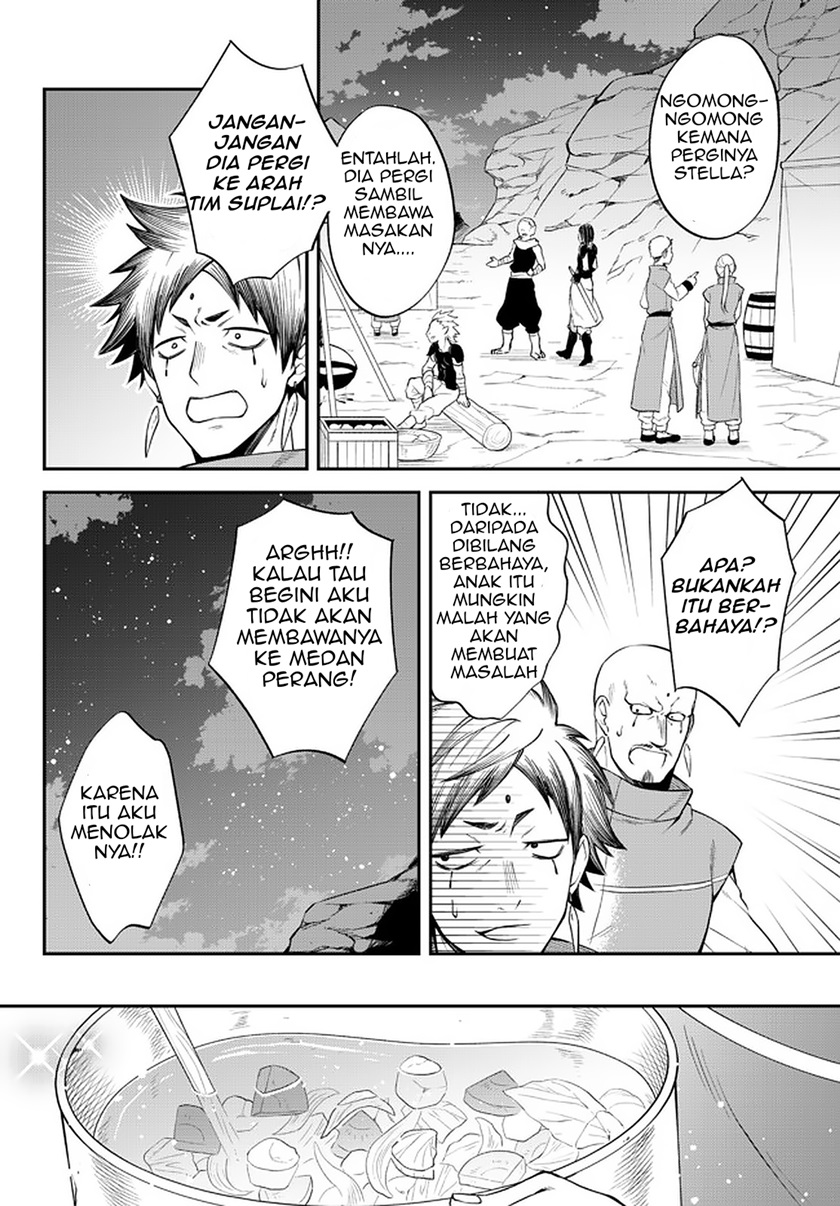 NGOMONG-
NGOMONG
KEMANA
PERGINYA
STELLA?
ENTAHLAH,
DIA PERGI
SAMBIL
MEMBAWA
MASAKAN
NYA....
JANGAN-
JANGAN
DIA PERGI
KE ARAH
TIM SUPLAI!?
APA?
BUKANKAH
ITU BER-
BAHAYA!?
TIDAK...
DARIPADA
DIBILANG
BERBAHAYA,
ANAK ITU
MUNGKIN
MALAH YANG
AKAN
MEMBUAT
MASALAH
ARGHH!!
KALAU TAU
BEGINI AKU
TIDAK AKAN
MEMBAWANYA
KE MEDAN
PERANG!
KARENA
ITU AKU
MENOLAK
NYA!!